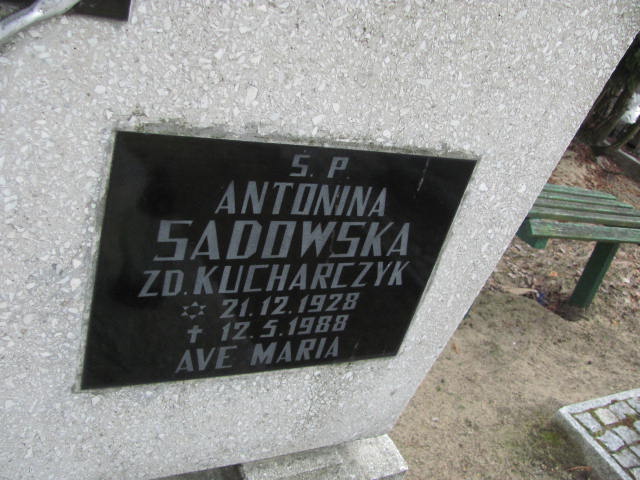 Ś. P.
ANTONINA
SADOWSKA
ZD. KUCHARCZYK
✡ 21.12.1928
✝ 12.5.1988
AVE MARIA